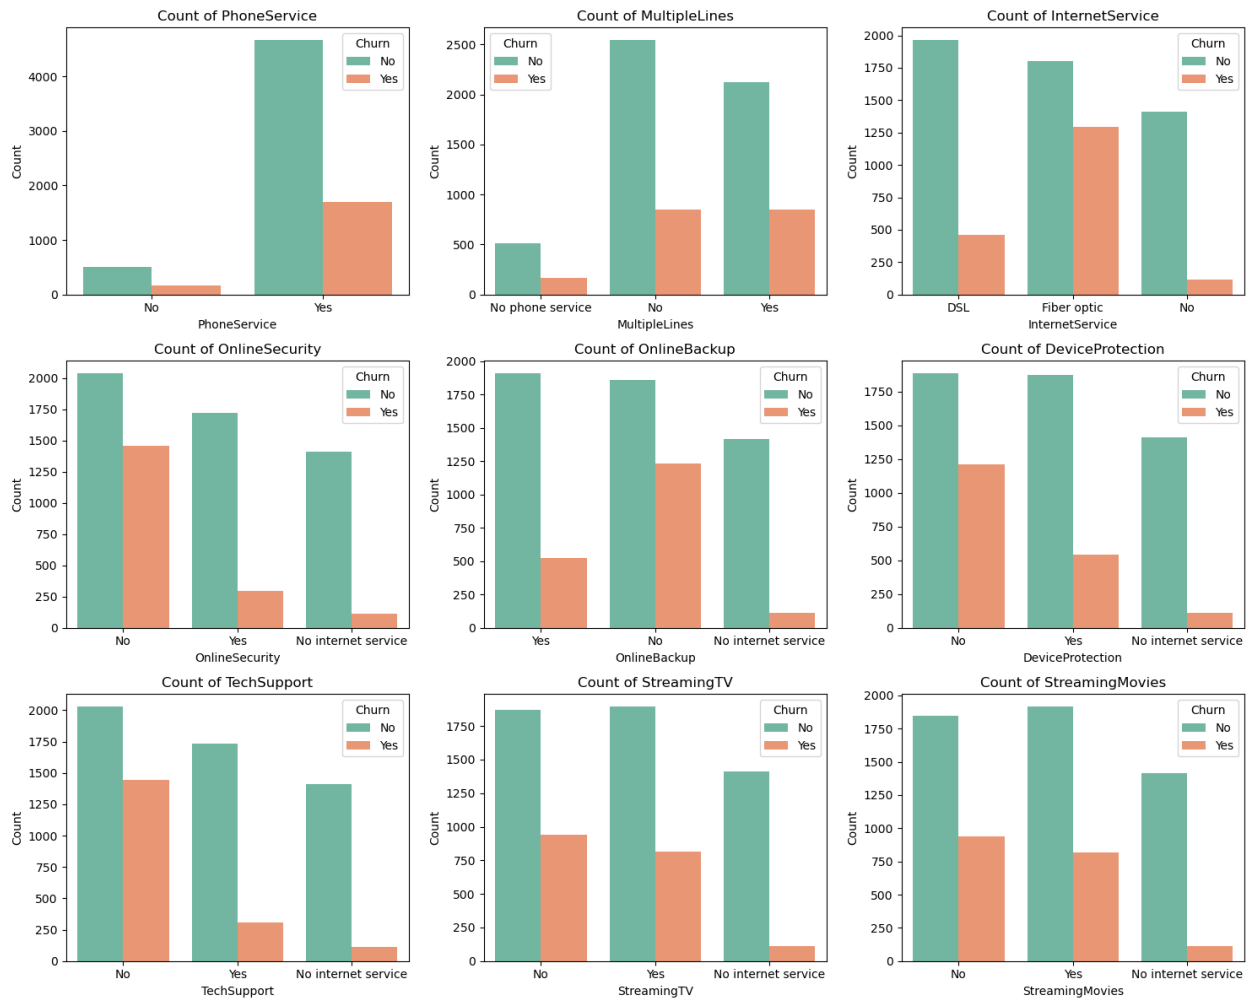 Count of PhoneService
Churn
No
Yes
4000
3000
2000
1000
0
Count
No Yes
PhoneService
Count of MultipleLines
Churn
No
Yes
2500
2000
1500
1000
500
0
Count
No phone service No Yes
MultipleLines
Count of InternetService
Churn
No
Yes
2000
1750
1500
1250
1000
750
500
250
0
Count
DSL Fiber optic No
InternetService
Count of OnlineSecurity
Churn
No
Yes
2000
1750
1500
1250
1000
750
500
250
0
Count
No Yes No internet service
OnlineSecurity
Count of OnlineBackup
Churn
No
Yes
2000
1750
1500
1250
1000
750
500
250
0
Count
Yes No No internet service
OnlineBackup
Count of DeviceProtection
Churn
No
Yes
1750
1500
1250
1000
750
500
250
0
Count
No Yes No internet service
DeviceProtection
Count of TechSupport
Churn
No
Yes
2000
1750
1500
1250
1000
750
500
250
0
Count
No Yes No internet service
TechSupport
Count of StreamingTV
Churn
No
Yes
1750
1500
1250
1000
750
500
250
0
Count
No Yes No internet service
StreamingTV
Count of StreamingMovies
Churn
No
Yes
2000
1750
1500
1250
1000
750
500
250
0
Count
No Yes No internet service
StreamingMovies